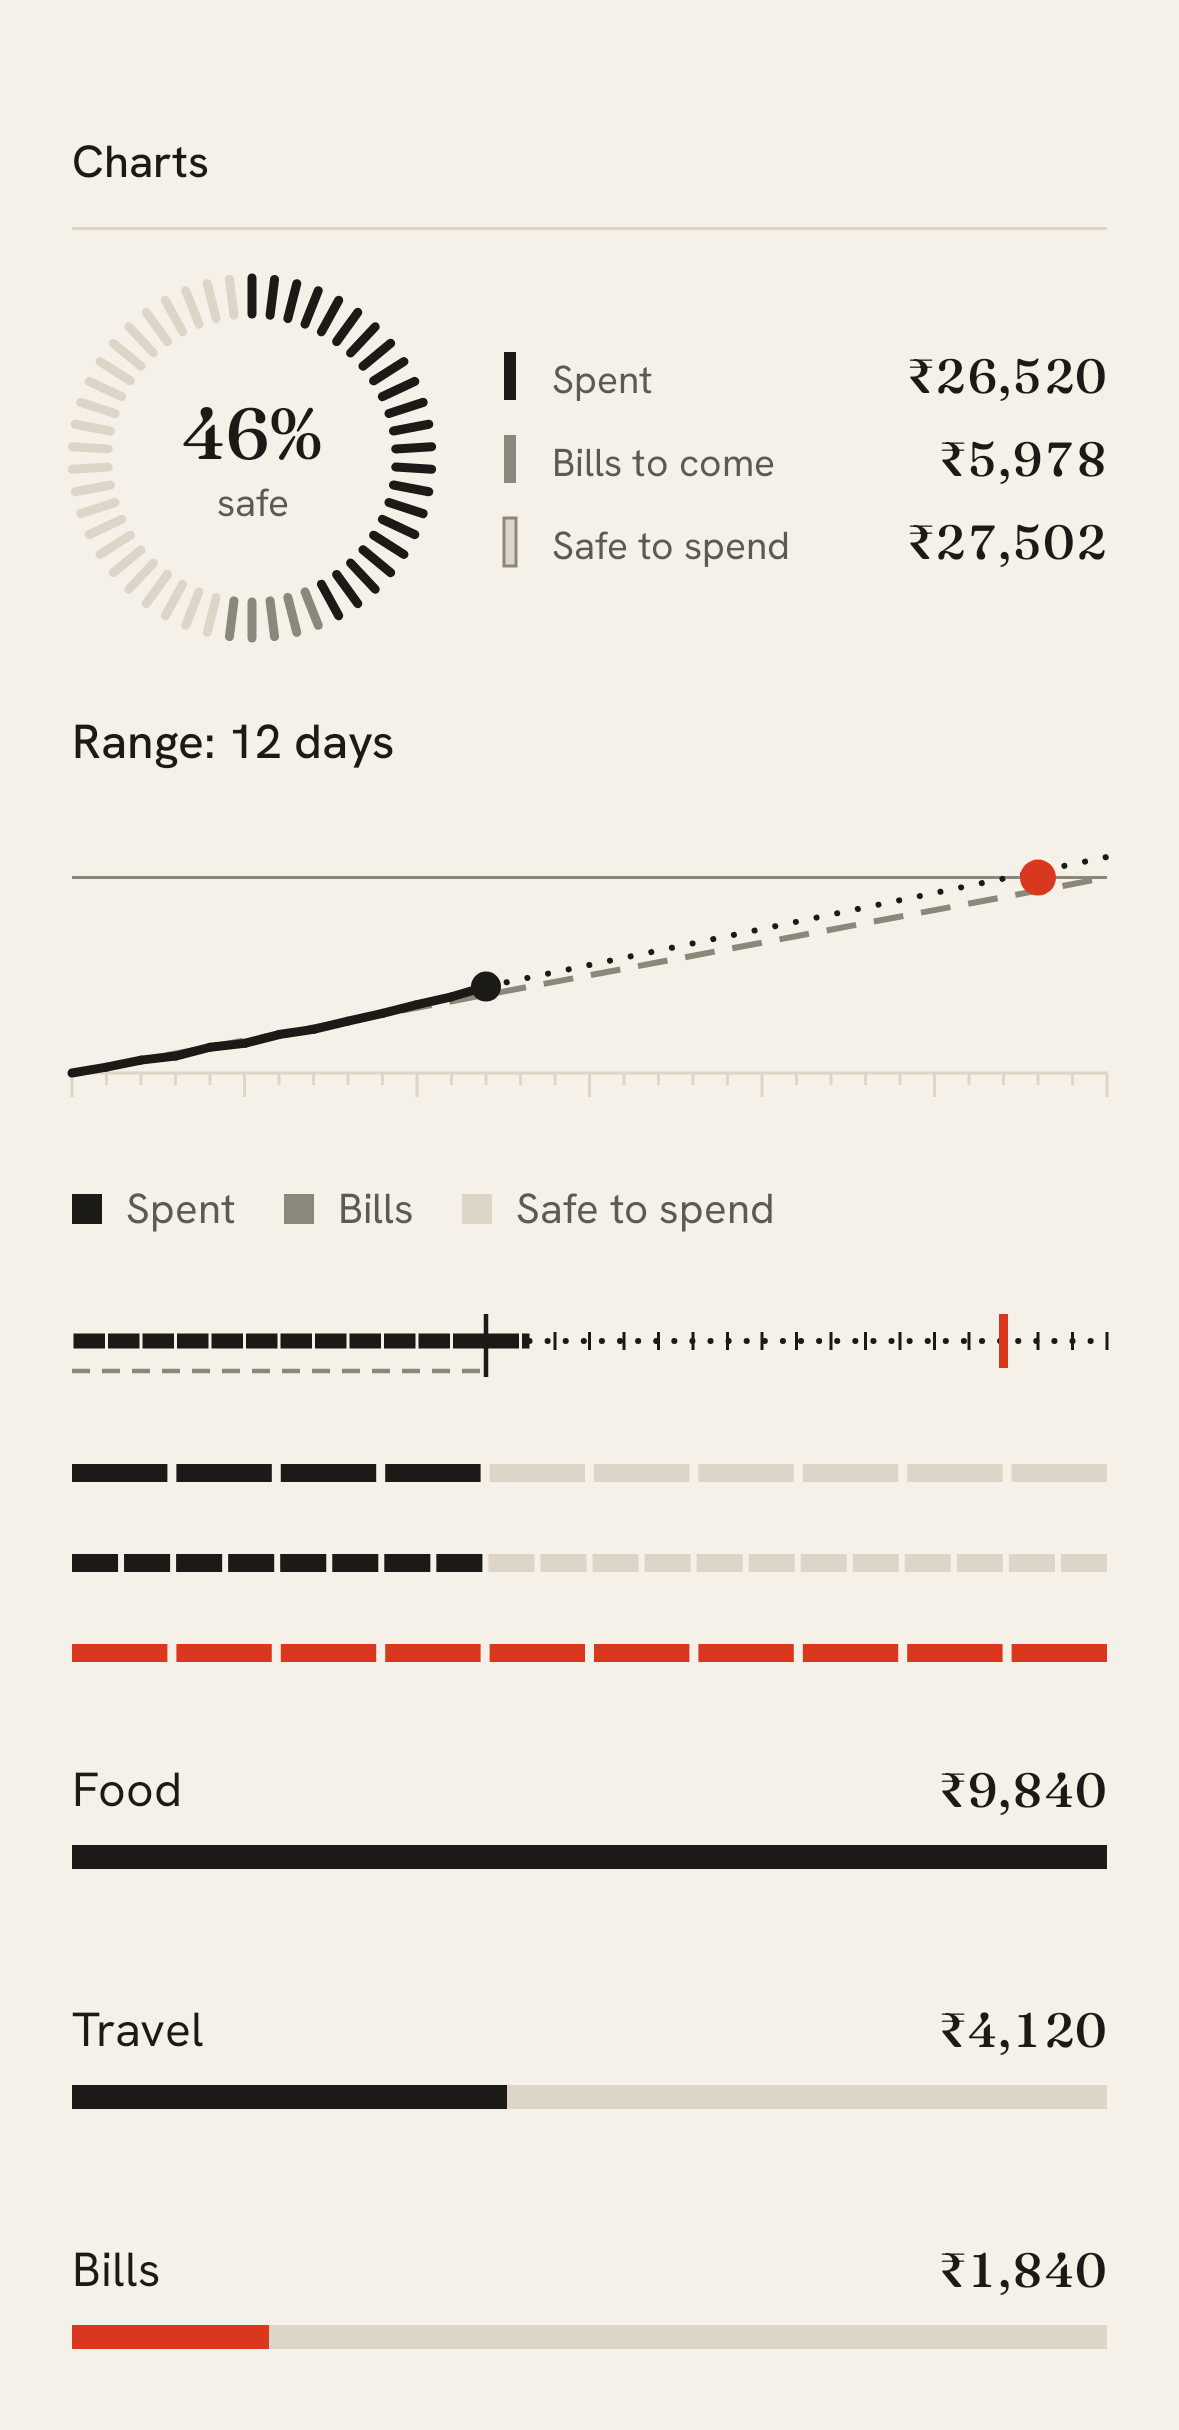 Charts
46%
safe
Spent ₹26,520
Bills to come ₹5,978
Safe to spend ₹27,502
Range: 12 days
Spent Bills Safe to spend
Food ₹9,840
Travel ₹4,120
Bills ₹1,840